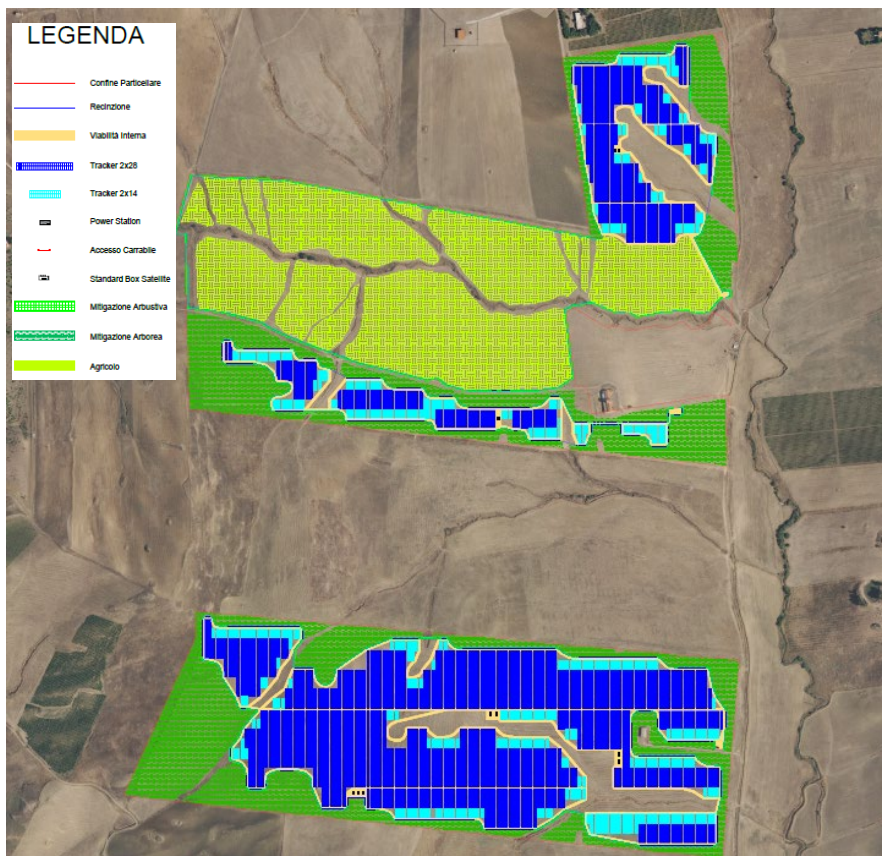 LEGENDA
Confine Particellare
Recinzione
Viabilità Interna
Tracker 2x28
Tracker 2x14
Power Station
Accesso Carrabile
Standard Box Satellite
Mitigazione Arbustiva
Mitigazione Arborea
Agricolo